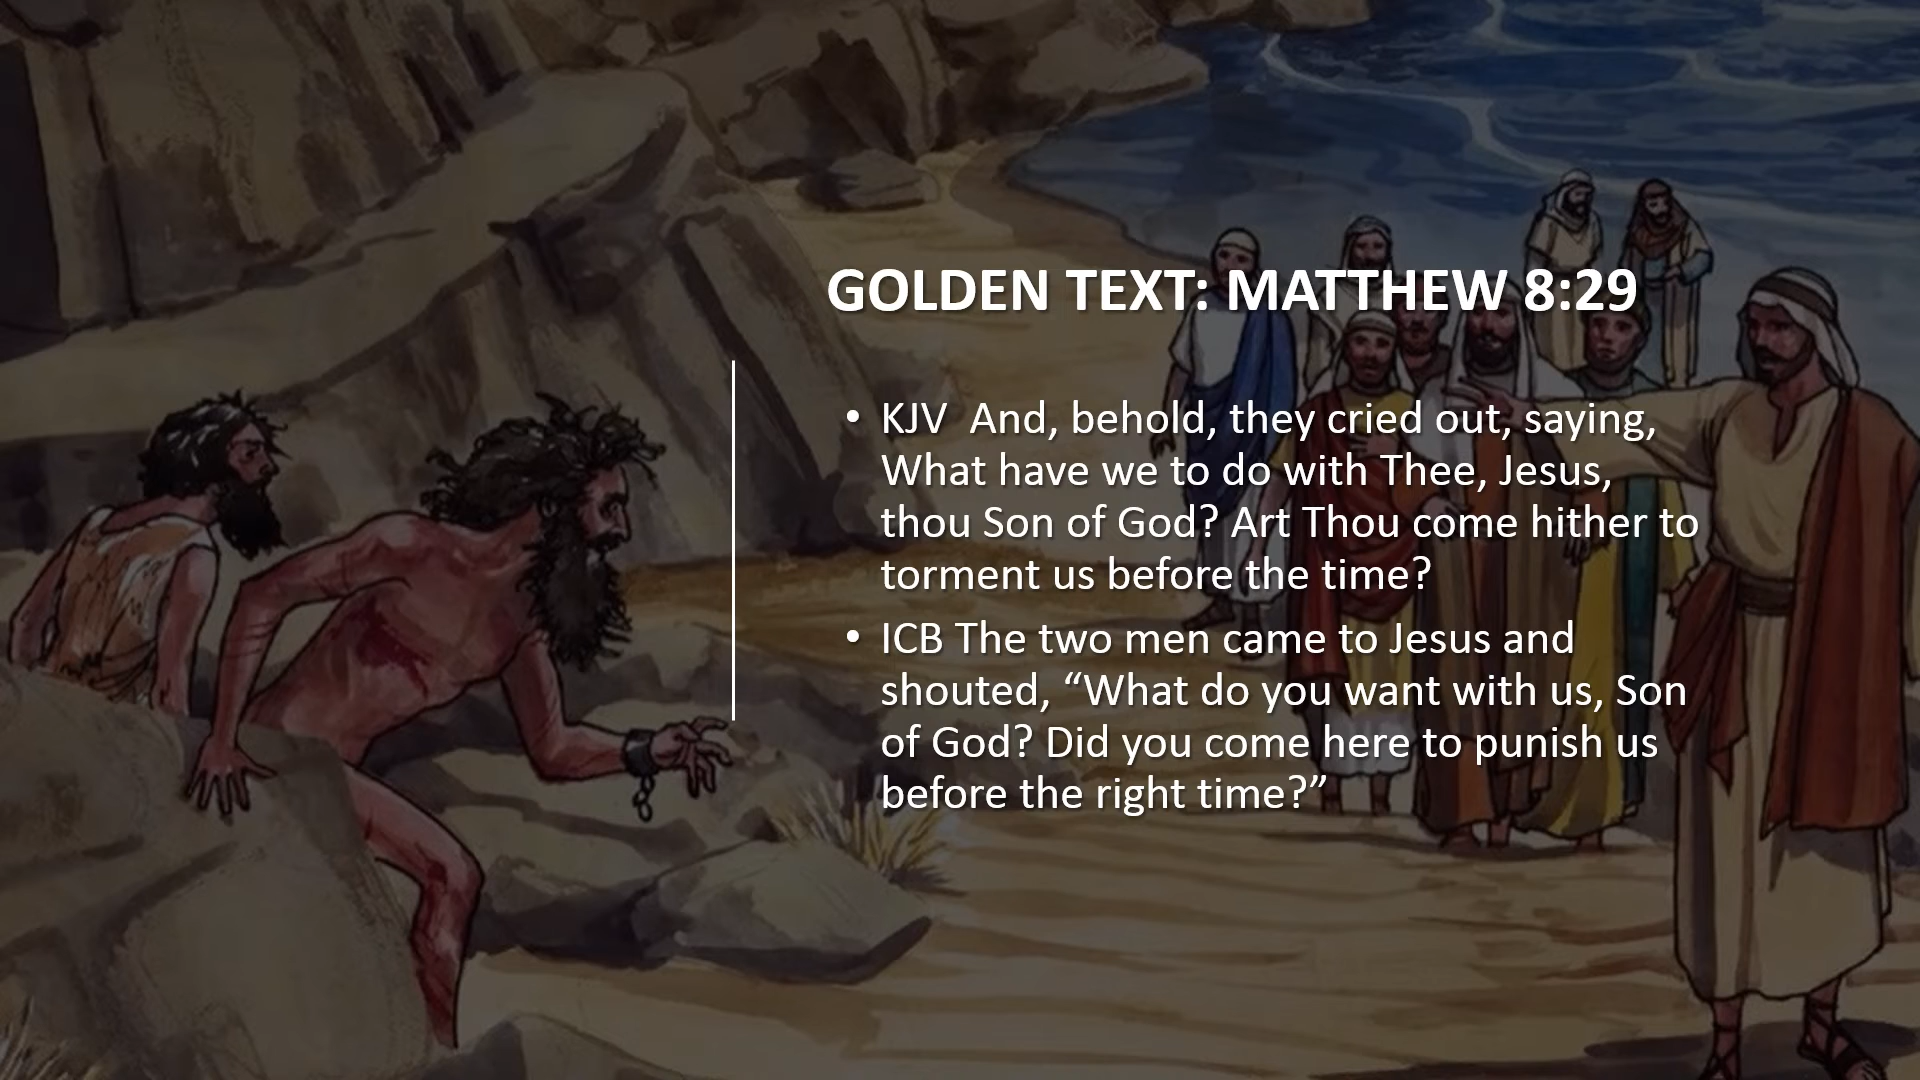 GOLDEN TEXT: MATTHEW 8:29
• KJV  And, behold, they cried out, saying,
What have we to do with Thee, Jesus,
thou Son of God? Art Thou come hither to
torment us before the time?
• ICB The two men came to Jesus and
shouted, “What do you want with us, Son
of God? Did you come here to punish us
before the right time?”